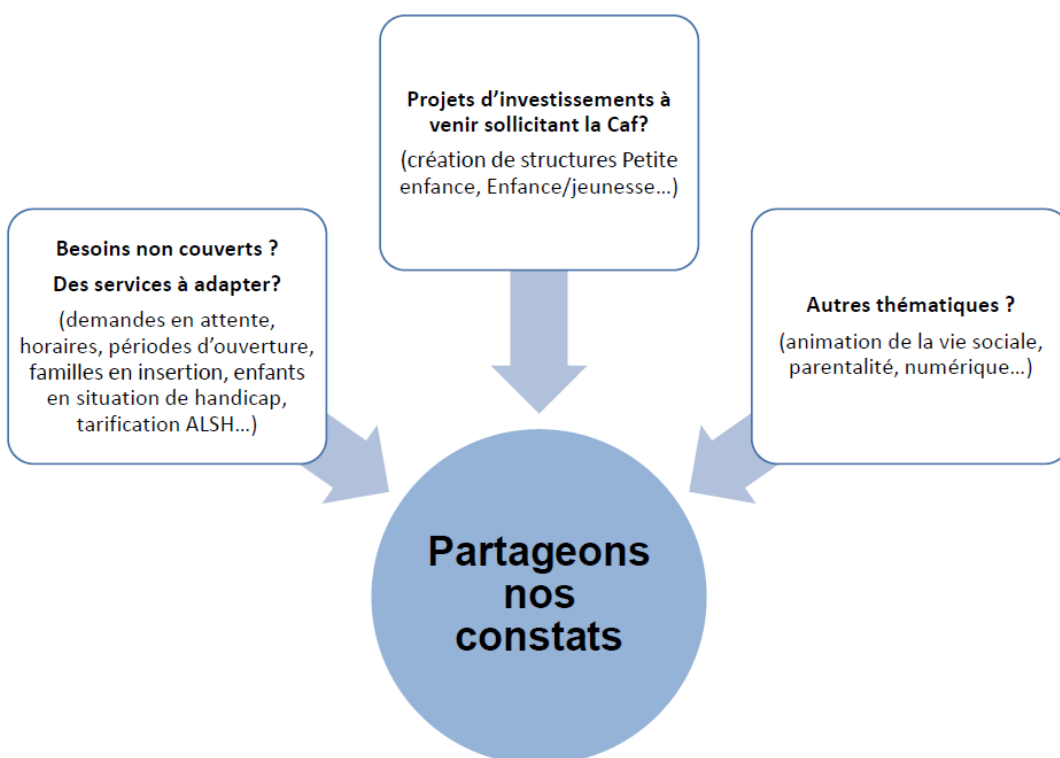 Projets d'investissements à
venir sollicitant la Caf?
(création de structures Petite
enfance, Enfance/jeunesse…)
Besoins non couverts ?
Des services à adapter?
(demandes en attente,
horaires, périodes d'ouverture,
familles en insertion, enfants
en situation de handicap,
tarification ALSH…)
Autres thématiques ?
(animation de la vie sociale,
parentalité, numérique…)
Partageons
nos
constats